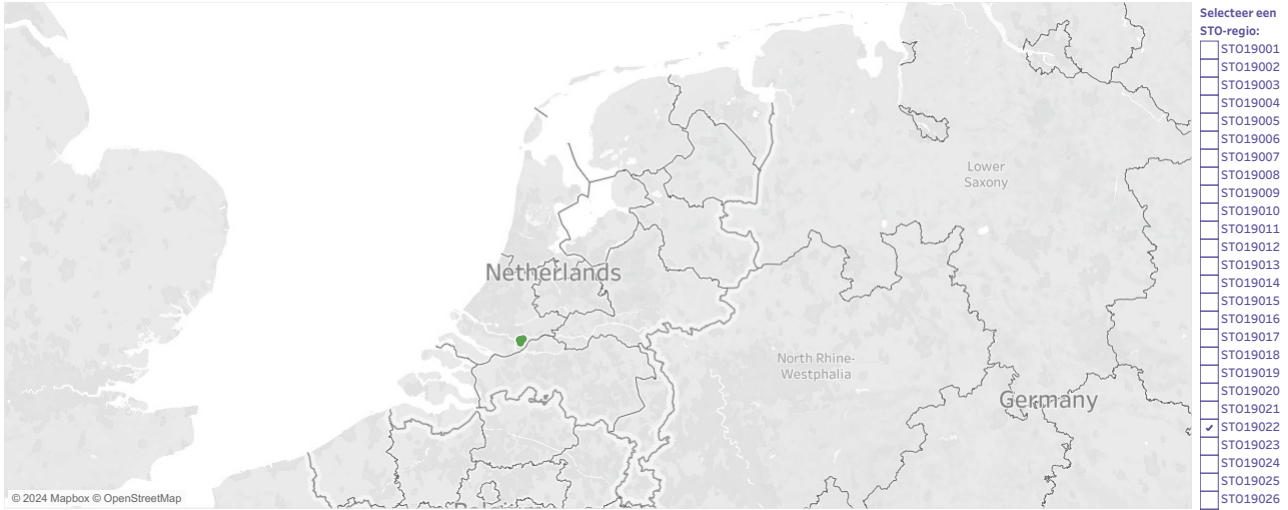 Lower
Saxony
Netherlands
North Rhine-
Westphalia
Germany
© 2024 Mapbox © OpenStreetMap
Selecteer een
STO-regio:
STO19001
STO19002
STO19003
STO19004
STO19005
STO19006
STO19007
STO19008
STO19009
STO19010
STO19011
STO19012
STO19013
STO19014
STO19015
STO19016
STO19017
STO19018
STO19019
STO19020
STO19021
STO19022
STO19023
STO19024
STO19025
STO19026